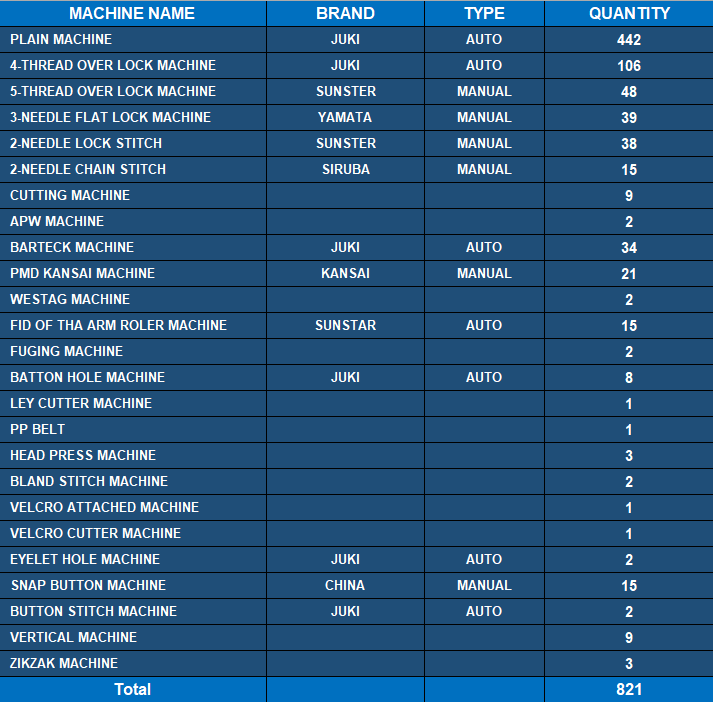 MACHINE NAME BRAND TYPE QUANTITY
PLAIN MACHINE JUKI AUTO 442
4-THREAD OVER LOCK MACHINE JUKI AUTO 106
5-THREAD OVER LOCK MACHINE SUNSTER MANUAL 48
3-NEEDLE FLAT LOCK MACHINE YAMATA MANUAL 39
2-NEEDLE LOCK STITCH SUNSTER MANUAL 38
2-NEEDLE CHAIN STITCH SIRUBA MANUAL 15
CUTTING MACHINE 9
APW MACHINE 2
BARTECK MACHINE JUKI AUTO 34
PMD KANSAI MACHINE KANSAI MANUAL 21
WESTAG MACHINE 2
FID OF THA ARM ROLER MACHINE SUNSTAR AUTO 15
FUGING MACHINE 2
BATTON HOLE MACHINE JUKI AUTO 8
LEY CUTTER MACHINE 1
PP BELT 1
HEAD PRESS MACHINE 3
BLAND STITCH MACHINE 2
VELCRO ATTACHED MACHINE 1
VELCRO CUTTER MACHINE 1
EYELET HOLE MACHINE JUKI AUTO 2
SNAP BUTTON MACHINE CHINA MANUAL 15
BUTTON STITCH MACHINE JUKI AUTO 2
VERTICAL MACHINE 9
ZIKZAK MACHINE 3
Total 821